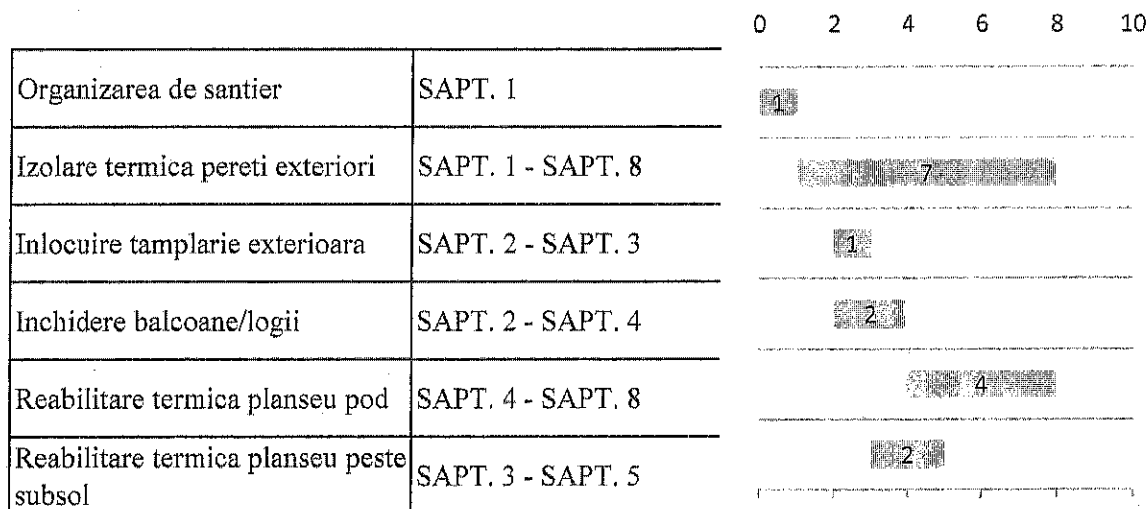 0 2 4 6 8 10
Organizarea de santier SAPT. 1 1
Izolare termica pereti exteriori SAPT. 1 - SAPT. 8 7
Inlocuire tamplarie exterioara SAPT. 2 - SAPT. 3 1
Inchidere balcoane/logii SAPT. 2 - SAPT. 4 2
Reabilitare termica planseu pod SAPT. 4 - SAPT. 8 4
Reabilitare termica planseu peste
subsol SAPT. 3 - SAPT. 5 2